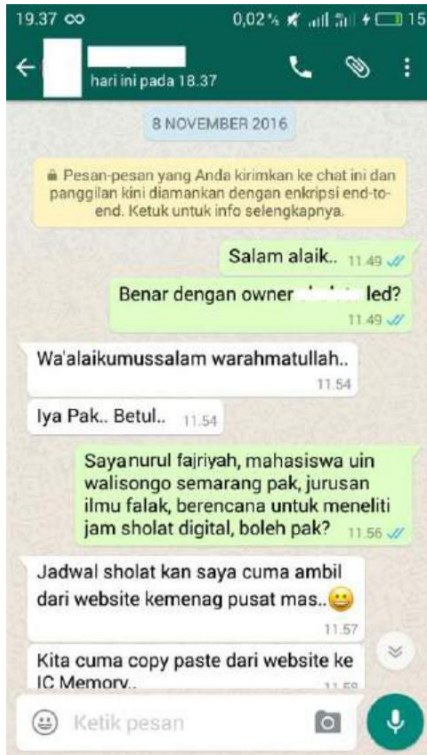 19.37
0,02%
15
hari ini pada 18.37
8 NOVEMBER 2016
Pesan-pesan yang Anda kirimkan ke chat ini dan
panggilan kini diamankan dengan enkripsi end-to-
end. Ketuk untuk info selengkapnya.
Salam alaik.. 11.49
Benar dengan owner led?
11.49
Wa'alaikumussalam warahmatullah..
11.54
Iya Pak.. Betul.. 11.54
Sayanurul fajriyah, mahasiswa uin
walisongo semarang pak, jurusan
ilmu falak, berencana untuk meneliti
jam sholat digital, boleh pak? 11.56
Jadwal sholat kan saya cuma ambil
dari website kemenag pusat mas..😀
11.57
Kita cuma copy paste dari website ke
IC Memory..
Ketik pesan